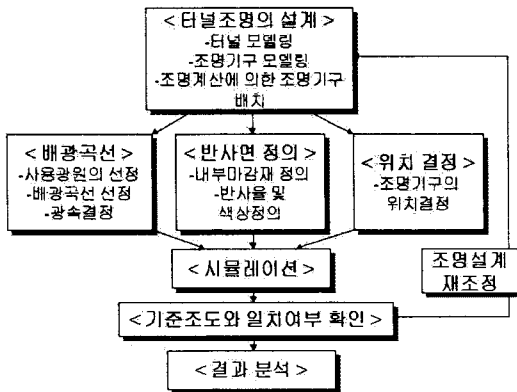 < 터널조명의 설계 >
-터널 모델링
-조명기구 모델링
-조명계산에 의한 조명기구
배치
< 배광곡선 >
-사용광원의 선정
-배광곡선 선정
-광속결정
< 반사면 정의 >
-내부마감재 정의
-반사율 및
색상정의
< 위치 결정 >
-조명기구의
위치결정
< 시뮬레이션 >
조명설계
재조정
< 기준조도와 일치여부 확인 >
< 결과 분석 >